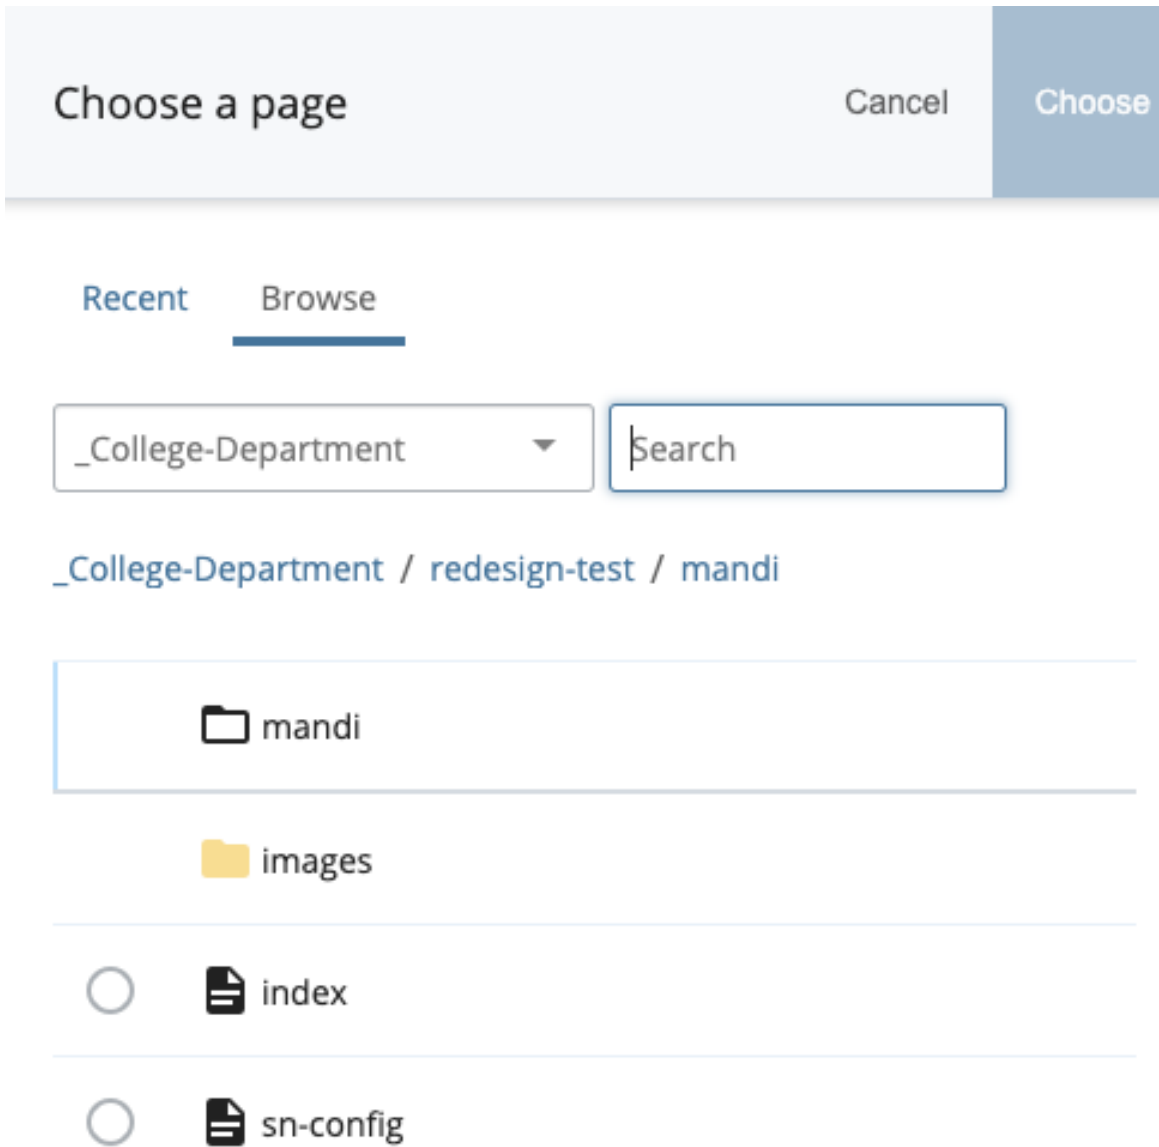 Choose a page Cancel Choose
Recent Browse
_College-Department Search
_College-Department / redesign-test / mandi
mandi
images
index
sn-config